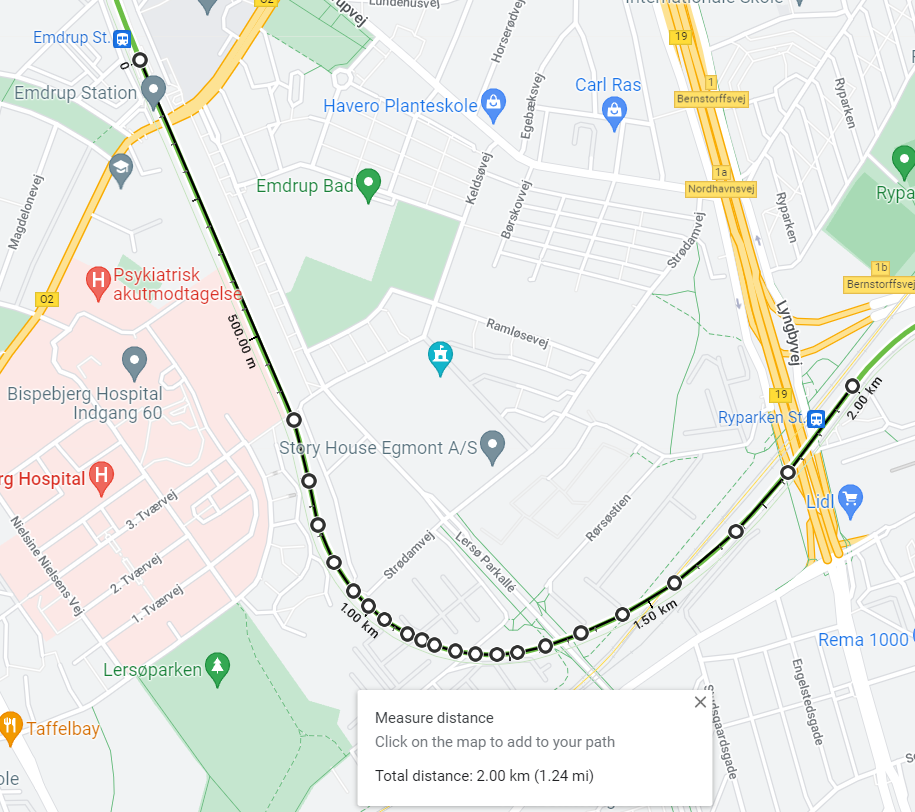 O2
upvej
Lundehusvej
Internationale Skole
Emdrup St.
0
Horserødvej
19
Emdrup Station
Havero Planteskole
Egebæksvej
Carl Ras
1
Bernstorffsvej
Ryparken
Magdelonevej
Emdrup Bad
Keldsøvej
Børskovvej
1a
Nordhavnsvej
Rypa
Ryparken
Strødamvej
Psykiatrisk
akutmodtagelse
H
O2
500.00 m
1b
Bernstorffsvej
Lyngbyvej
Ramløsevej
Bispebjerg Hospital
Indgang 60
19
2.00 km
Ryparken St.
Story House Egmont A/S
rg Hospital
H
Lidl
3. Tværvej
Rørsøstien
Nielsine Nielsens Vej
Strødamvej
Lersø Parkallé
2. Tværvej
1. Tværvej
1.00 km
1.50 km
Rema 1000
Lersøparken
Engelstedsgade
sgaardsgade
Taffelbay
ole
Measure distance
Click on the map to add to your path
Total distance: 2.00 km (1.24 mi)